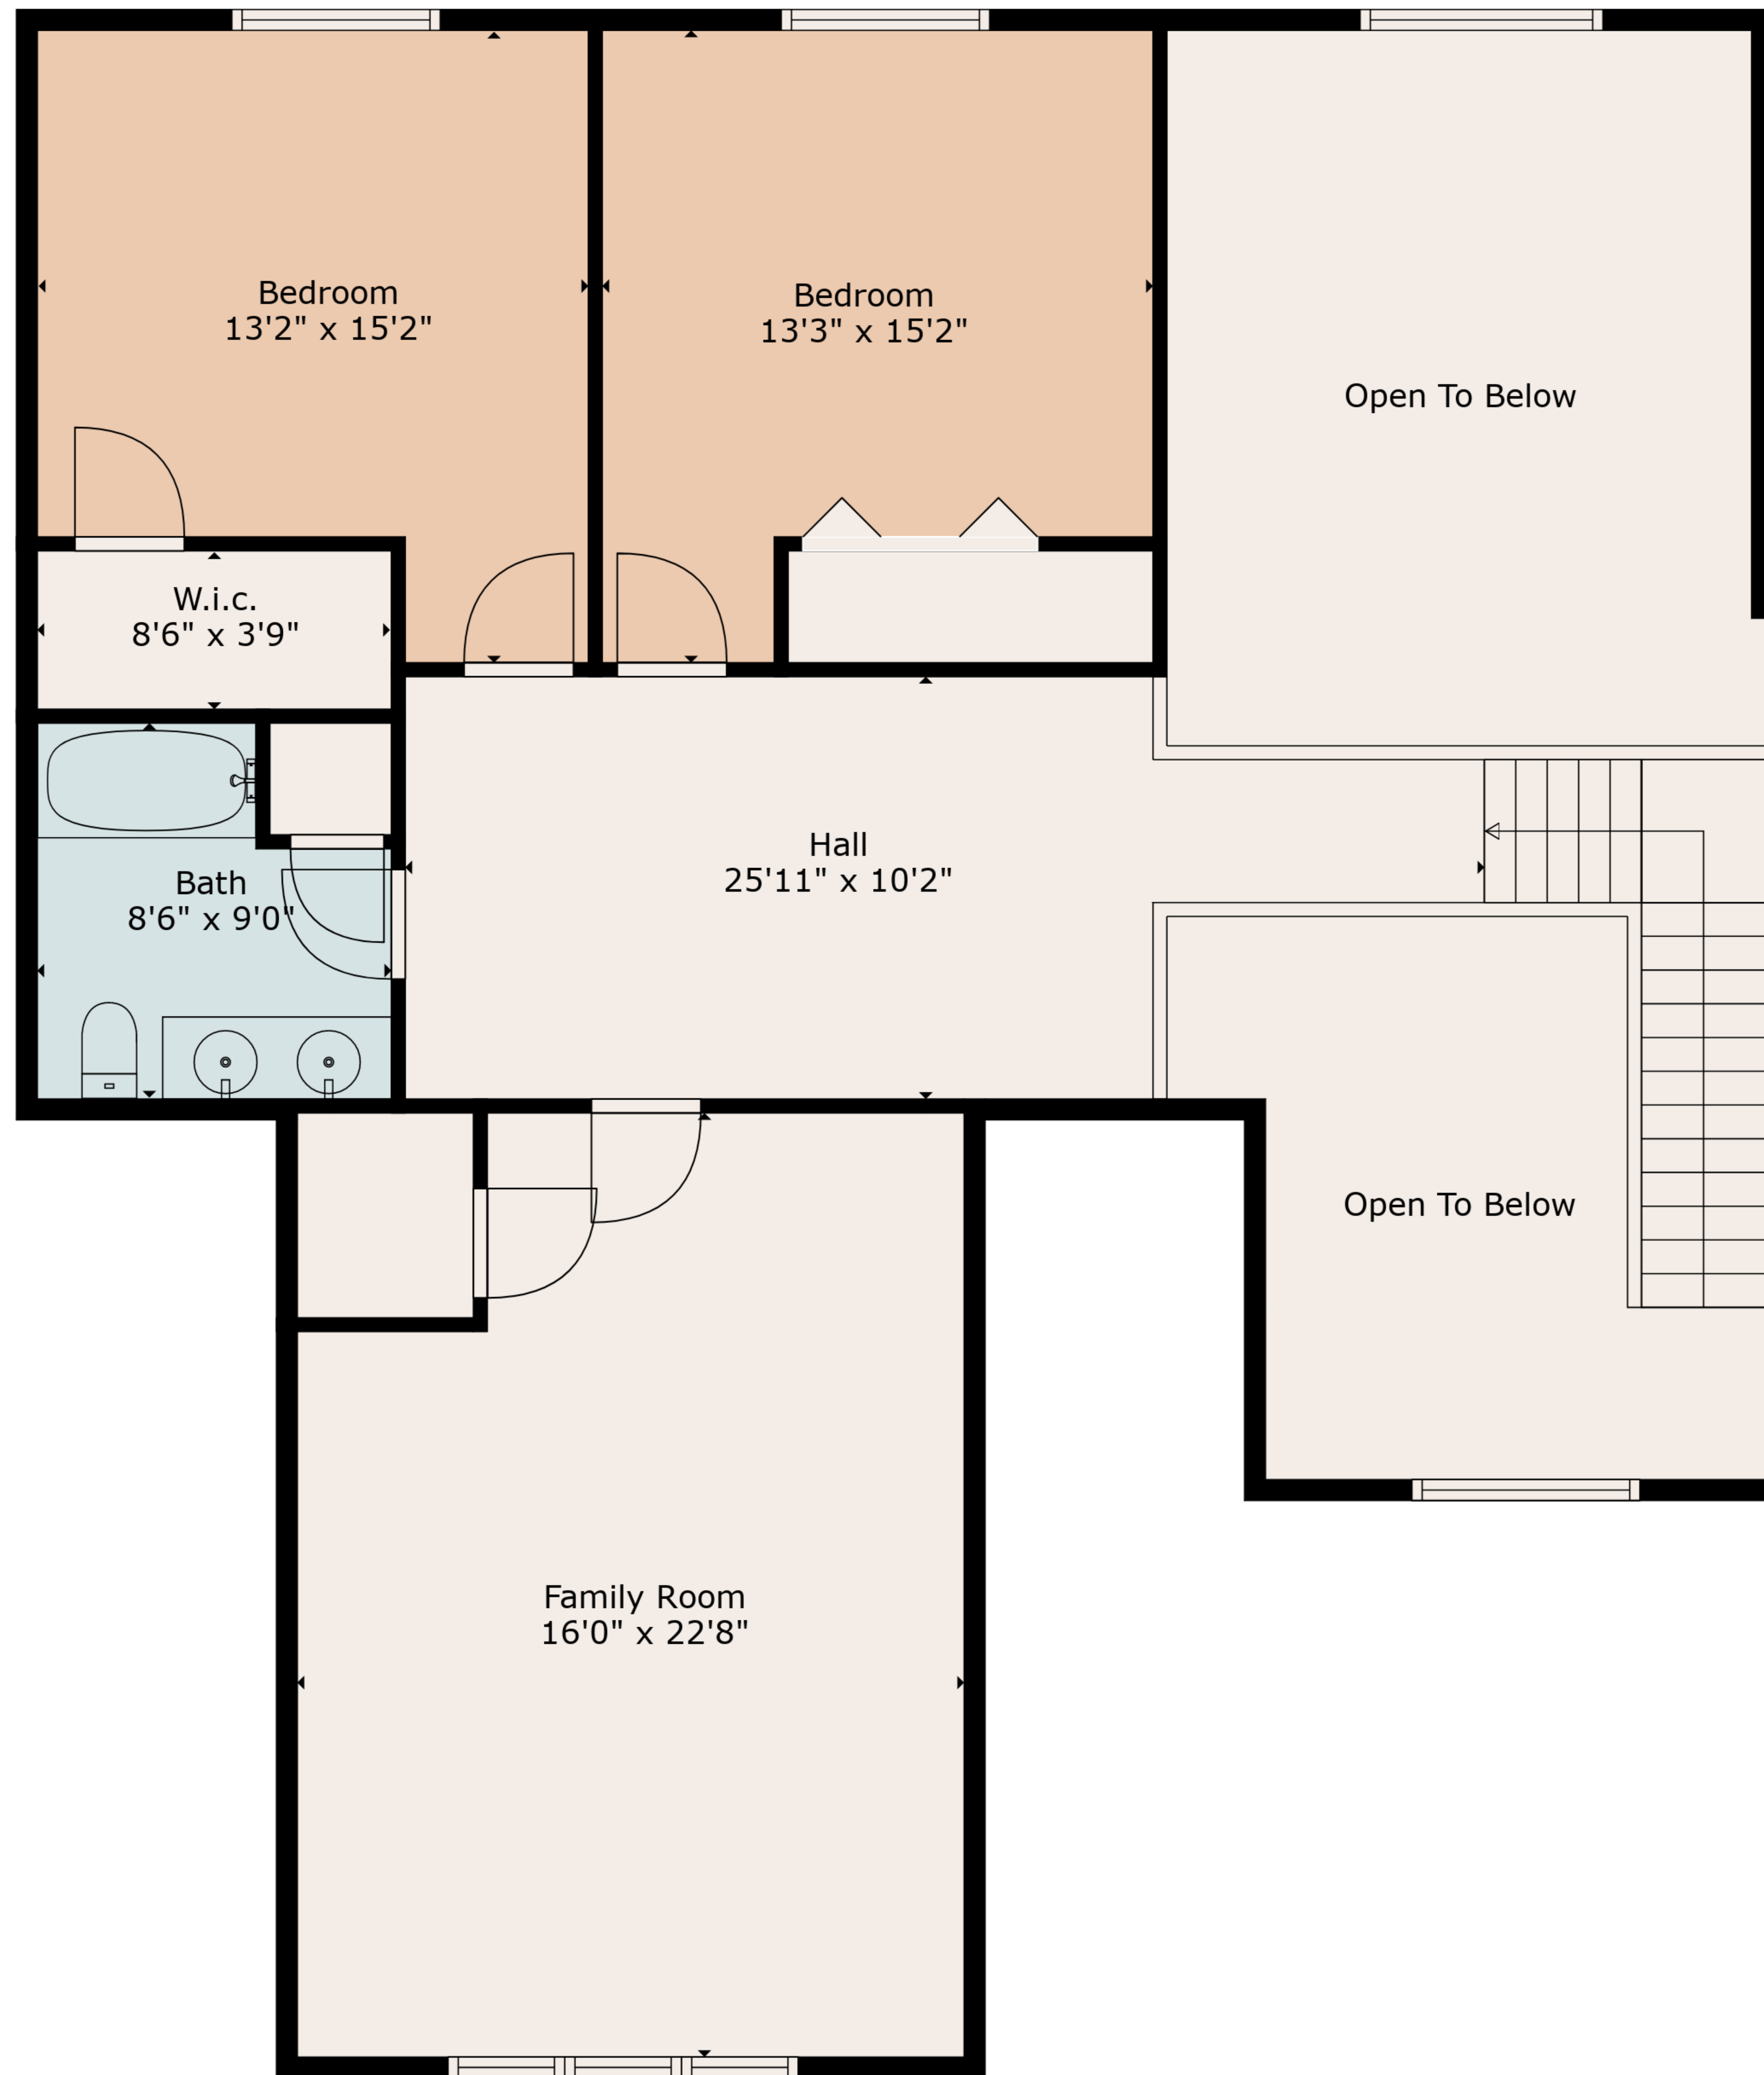 Bedroom
13'2" x 15'2"
Bedroom
13'3" x 15'2"
Open To Below
W.i.c.
8'6" x 3'9"
Hall
25'11" x 10'2"
Bath
8'6" x 9'0"
Open To Below
Family Room
16'0" x 22'8"